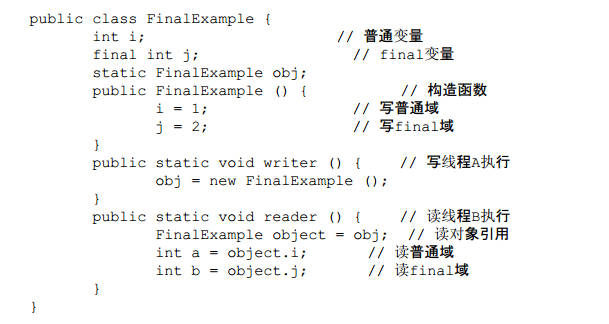 public class FinalExample {
int i; // 普通变量
final int j; // final变量
static FinalExample obj;
public FinalExample () { // 构造函数
i = 1; // 写普通域
j = 2; // 写final域
}
public static void writer () { // 写线程A执行
obj = new FinalExample ();
}
public static void reader () { // 读线程B执行
FinalExample object = obj; // 读对象引用
int a = object.i; // 读普通域
int b = object.j; // 读final域
}
}